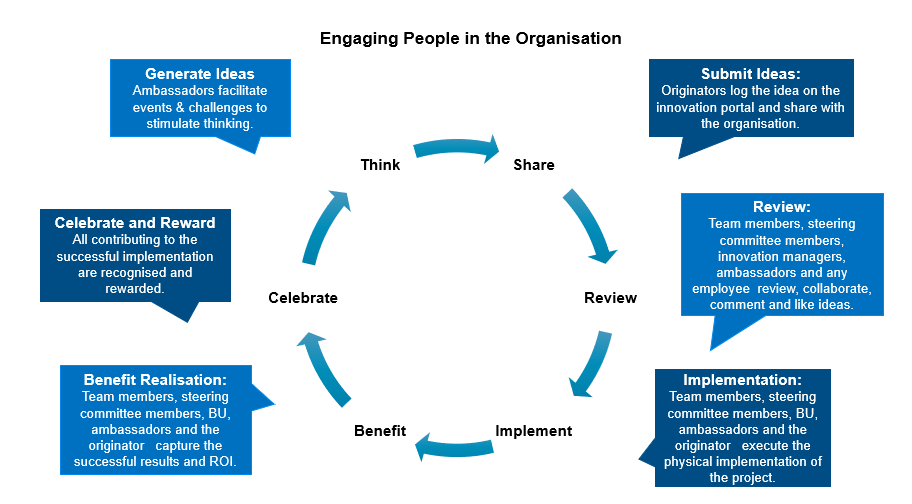 Engaging People in the Organisation
Generate Ideas
Ambassadors facilitate
events & challenges to
stimulate thinking.
Submit Ideas:
Originators log the idea on the
innovation portal and share with
the organisation.
Think
Share
Celebrate and Reward
All contributing to the
successful implementation
are recognised and
rewarded.
Review:
Team members, steering
committee members,
innovation managers,
ambassadors and any
employee review, collaborate,
comment and like ideas.
Celebrate
Review
Benefit Realisation:
Team members, steering
committee members, BU,
ambassadors and the
originator capture the
successful results and ROI.
Implementation:
Team members, steering
committee members, BU,
ambassadors and the
originator execute the
physical implementation of
the project.
Benefit
Implement